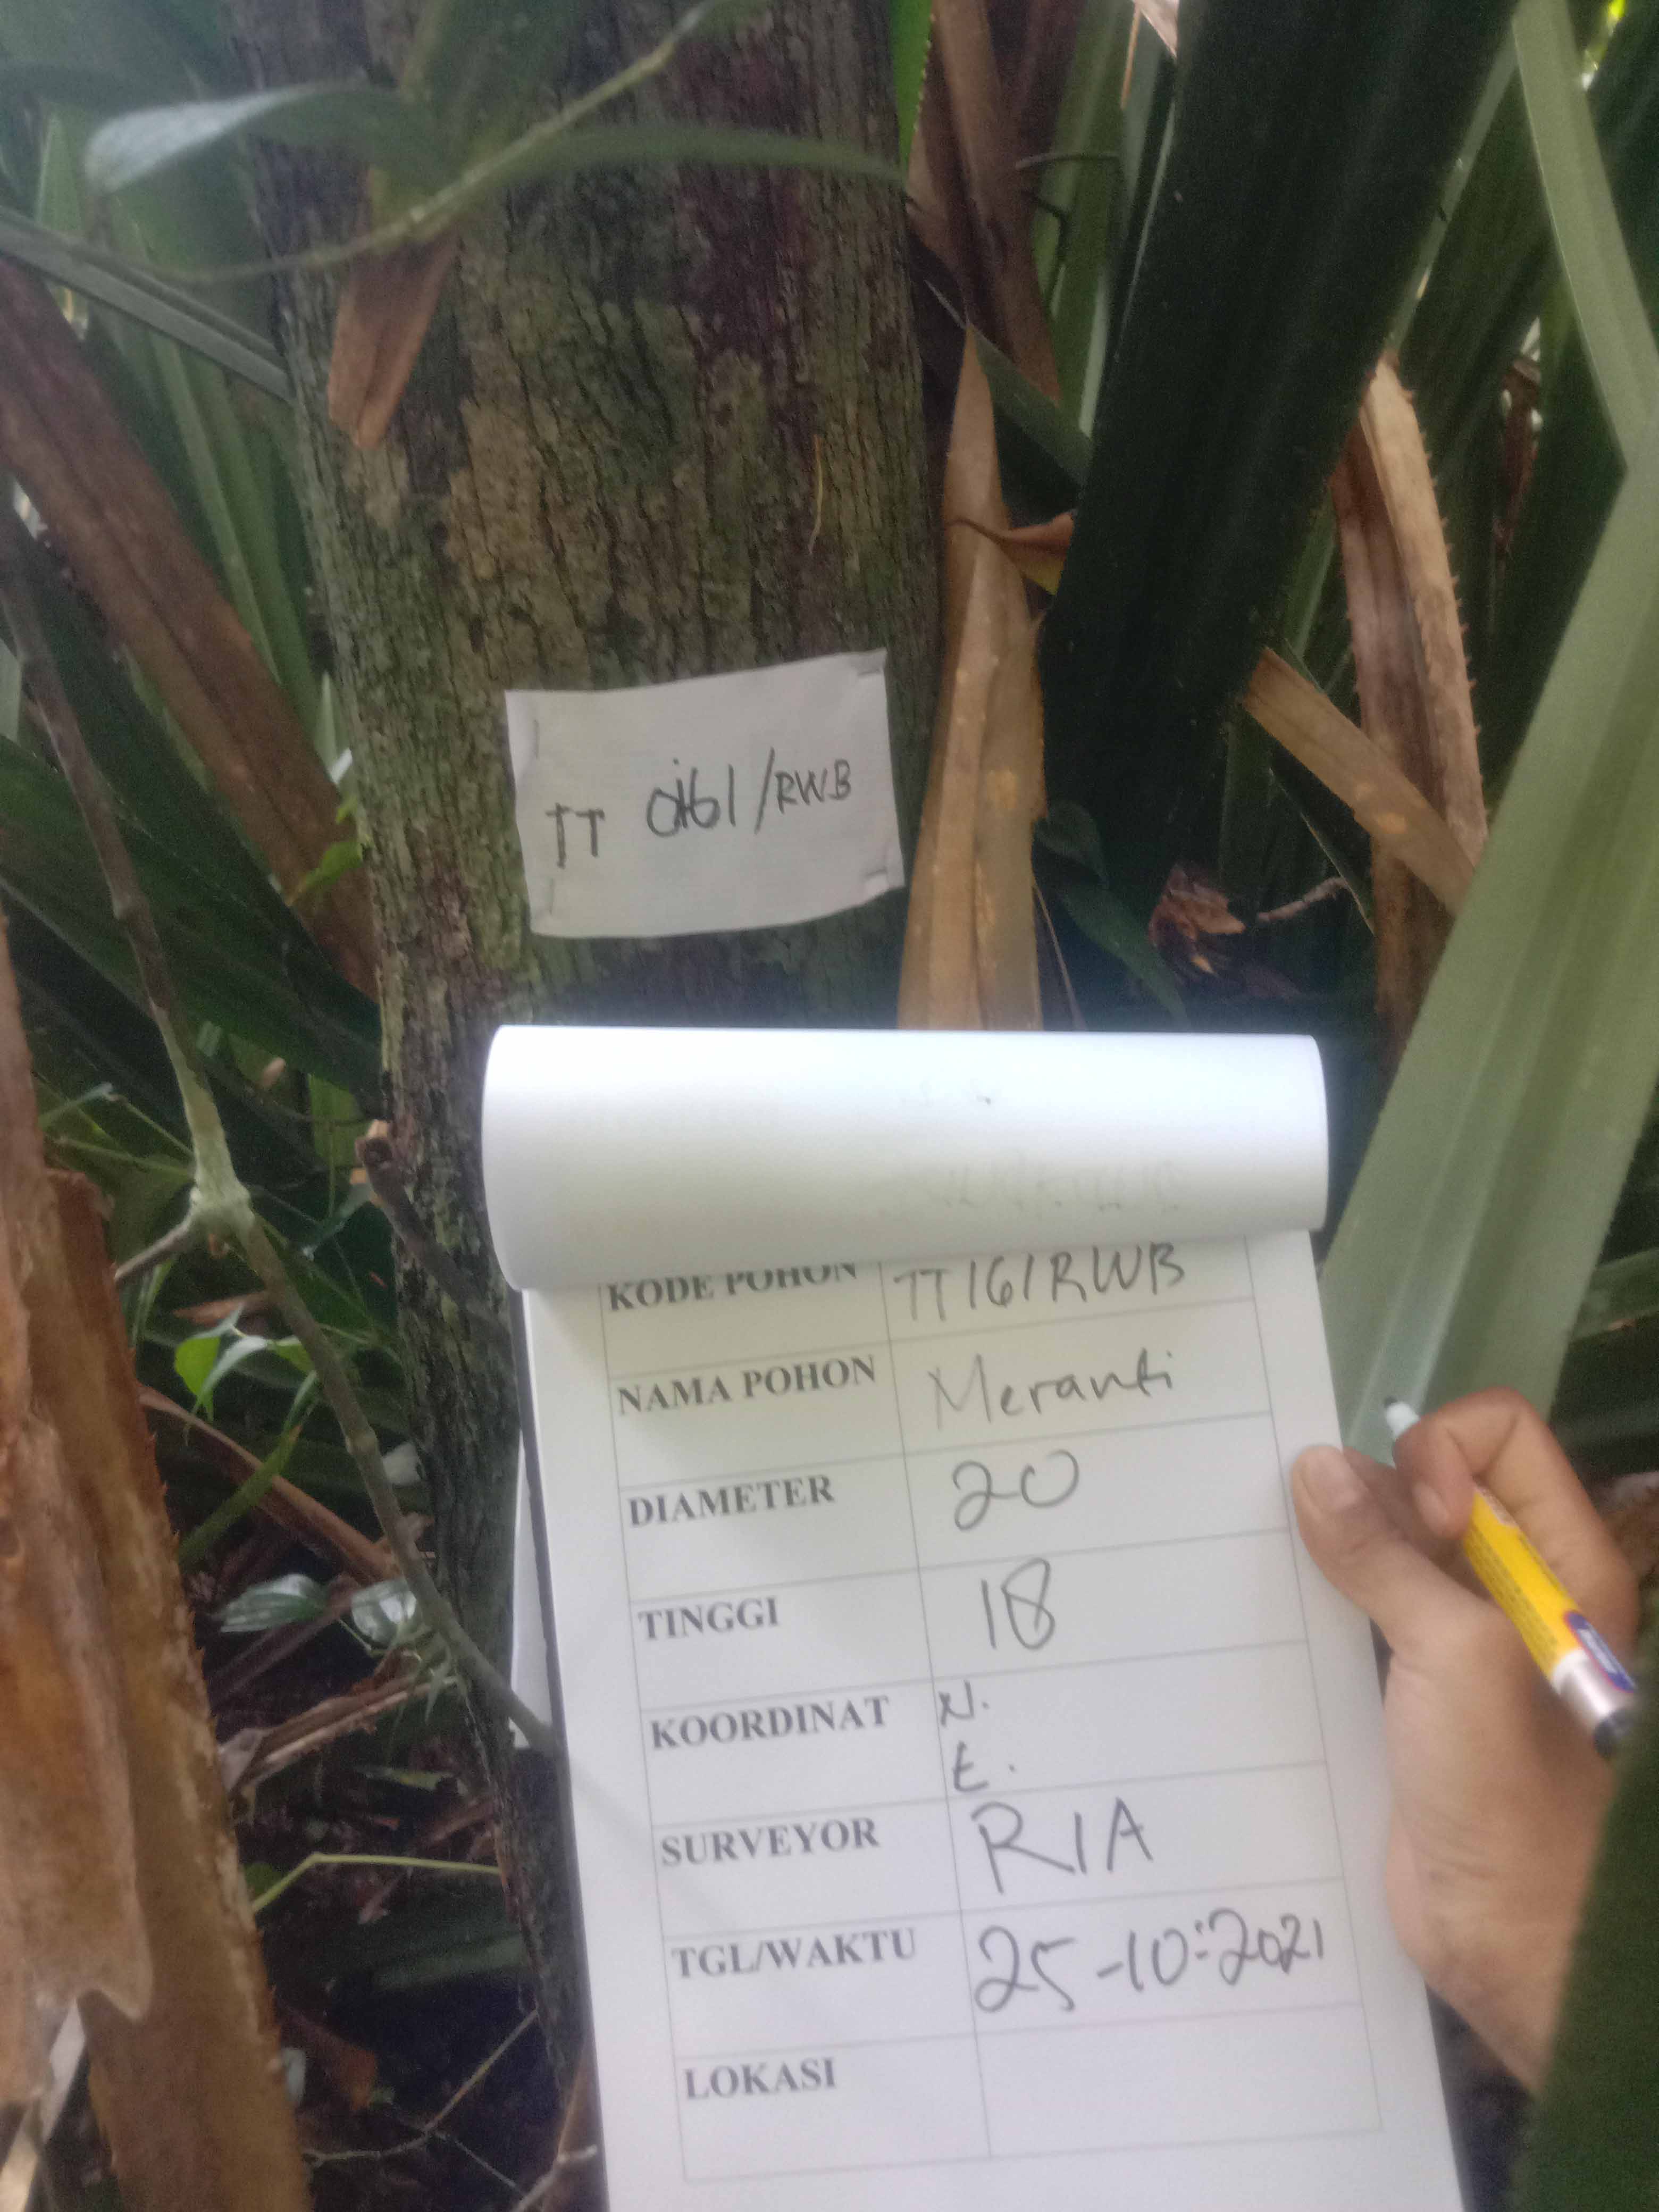 TT 0161/RWB
KODE POHON TT161RWB
NAMA POHON Meranti
DIAMETER 20
TINGGI 18
KOORDINAT N.
E.
SURVEYOR RIA
TGL/WAKTU 25-10-2021
LOKASI